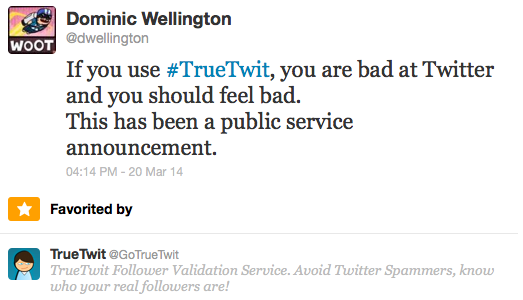 WOOT
Dominic Wellington
@dwellington
If you use #TrueTwit, you are bad at Twitter
and you should feel bad.
This has been a public service
announcement.
04:14 PM - 20 Mar 14
Favorited by
TrueTwit @GoTrueTwit
TrueTwit Follower Validation Service. Avoid Twitter Spammers, know
who your real followers are!